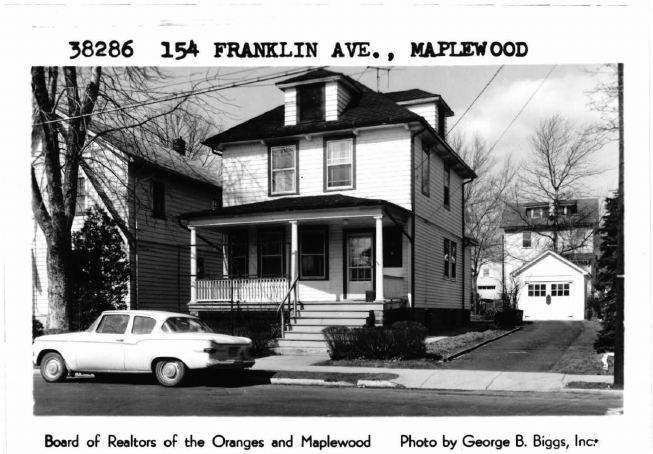 38286 154 FRANKLIN AVE., MAPLEWOOD
Board of Realtors of the Oranges and Maplewood Photo by George B. Biggs, Inc.